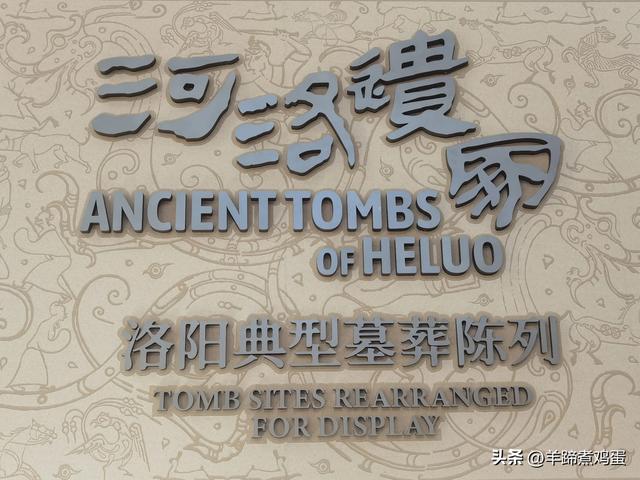 河洛遗冢
ANCIENT TOMBS
OF HELUO
洛阳典型墓葬陈列
TOMB SITES REARRANGED
FOR DISPLAY
头条 @羊蹄煮鸡蛋